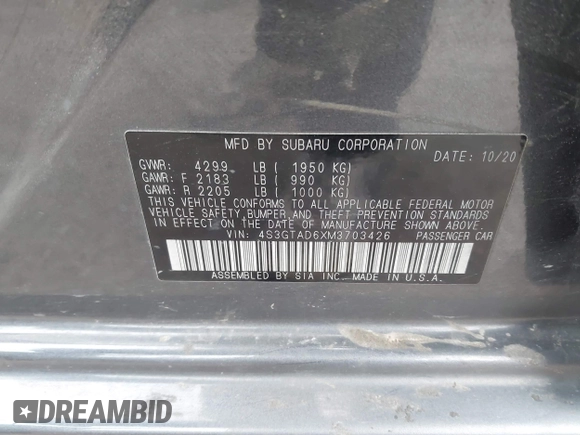 MFD BY SUBARU CORPORATION
DATE: 10/20
GVWR: 4299 LB ( 1950 KG)
GAWR: F 2183 LB ( 990 KG)
GAWR: R 2205 LB ( 1000 KG)
THIS VEHICLE CONFORMS TO ALL APPLICABLE FEDERAL MOTOR
VEHICLE SAFETY, BUMPER, AND THEFT PREVENTION STANDARDS
IN EFFECT ON THE DATE OF MANUFACTURE SHOWN ABOVE.
VIN: 4S3GTAD6XM3703426 PASSENGER CAR
ASSEMBLED BY SIA INC. MADE IN U.S.A.
DREAMBID